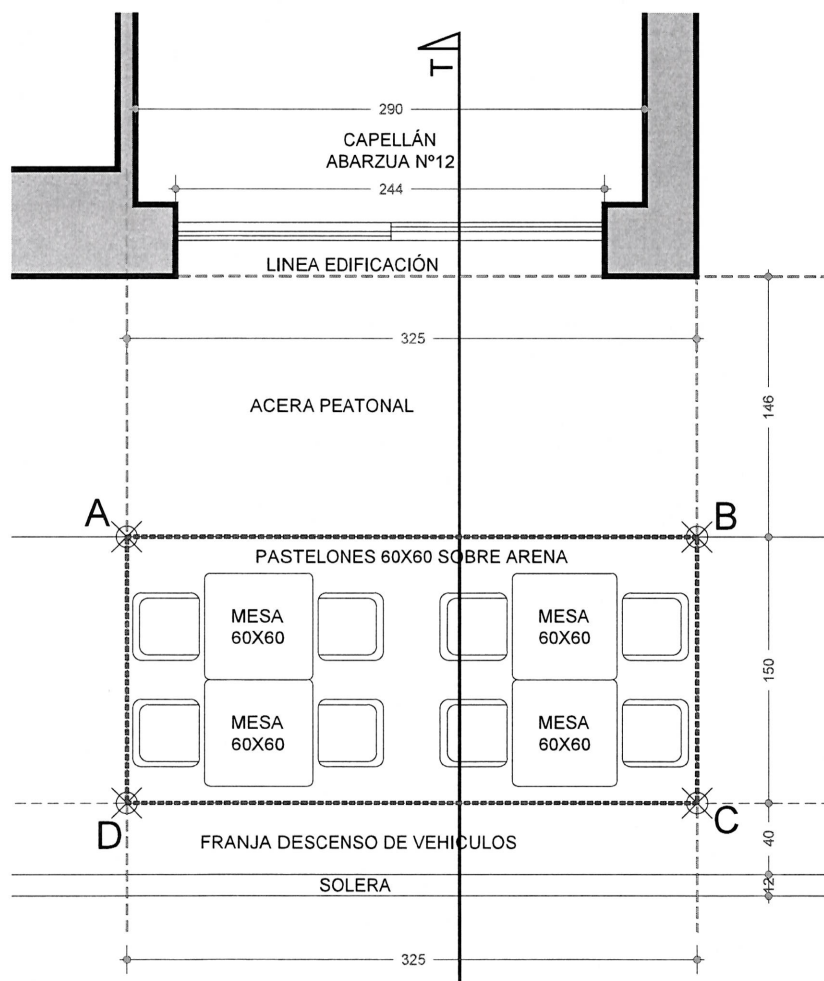 T
290
CAPELLÁN
ABARZUA Nº12
244
LINEA EDIFICACIÓN
325
ACERA PEATONAL
146
A
B
PASTELONES 60X60 SOBRE ARENA
MESA
60X60
MESA
60X60
150
MESA
60X60
MESA
60X60
D
C
FRANJA DESCENSO DE VEHICULOS
40
SOLERA
12
325